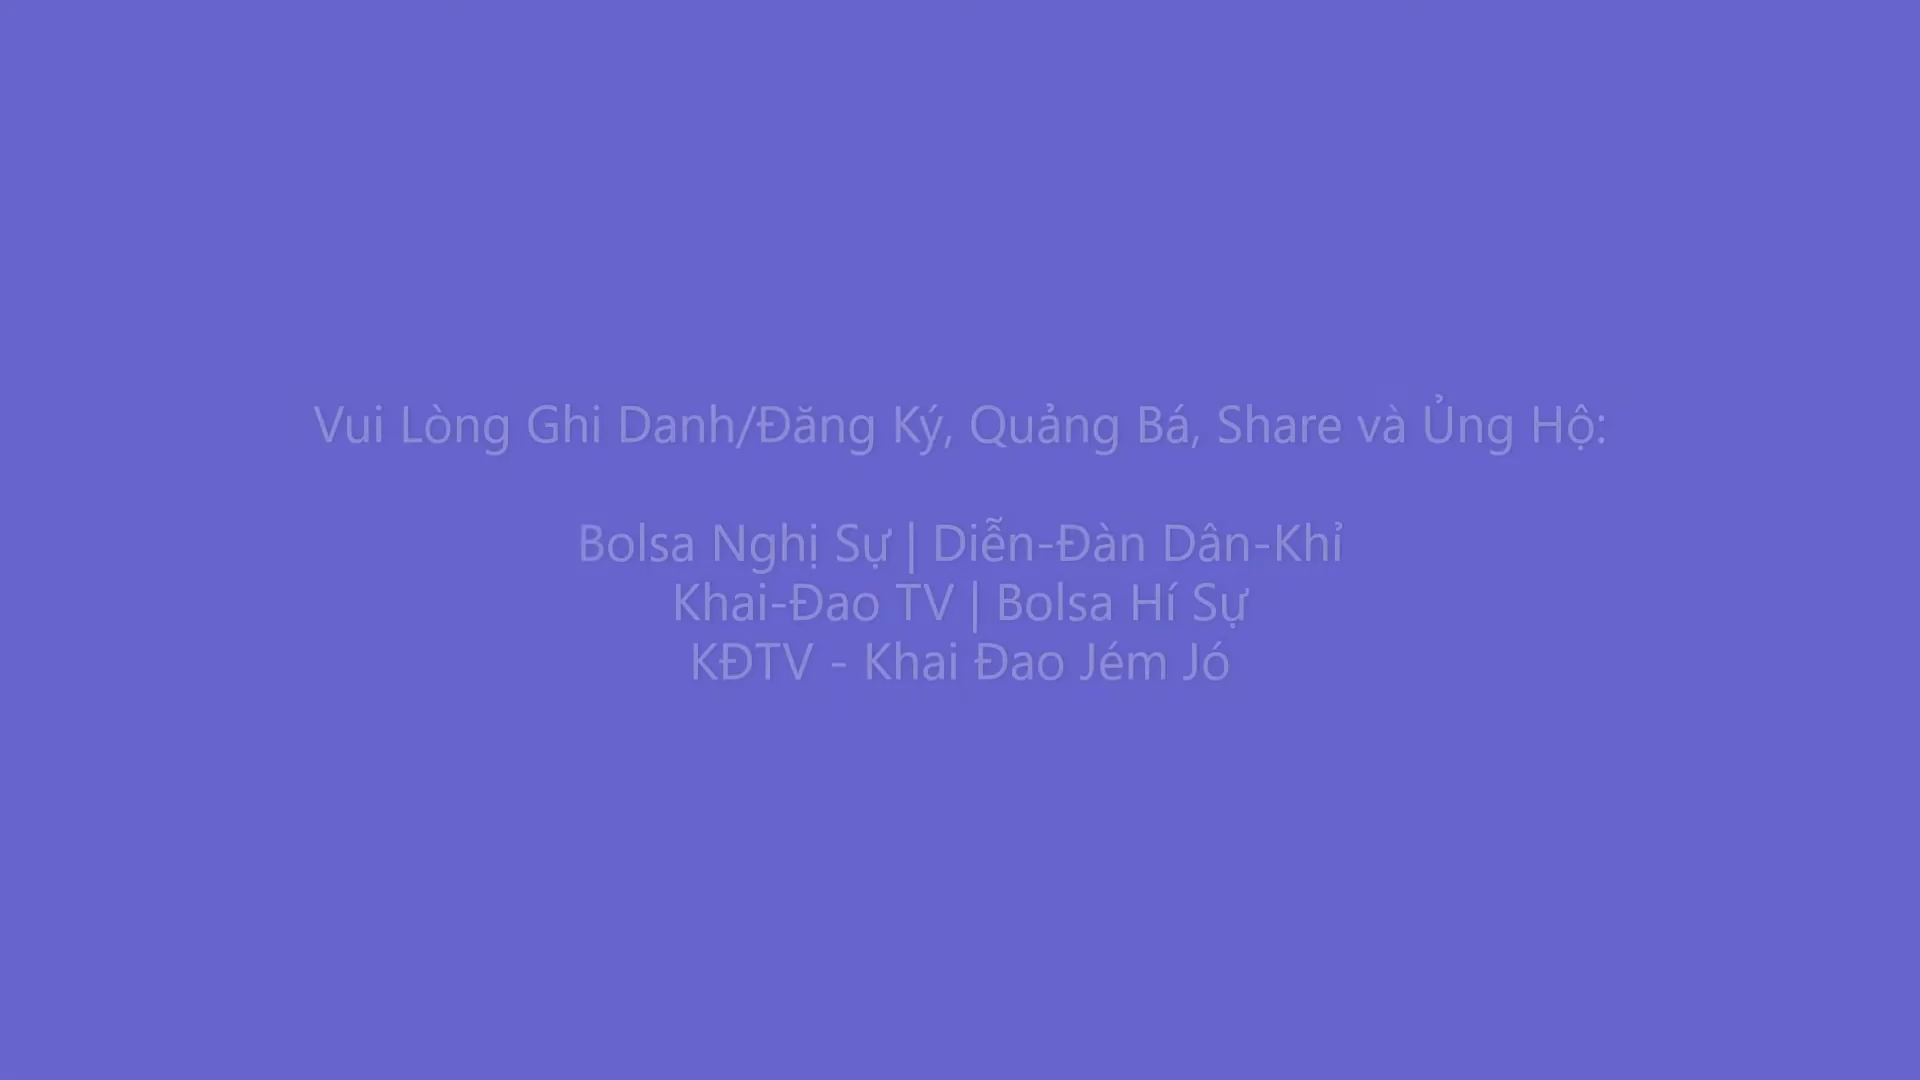 Vui Lòng Ghi Danh/Đăng Ký, Quảng Bá, Share và Ủng Hộ:
Bolsa Nghị Sự | Diễn-Đàn Dân-Khỉ
Khai-Đao TV | Bolsa Hí Sự
KĐTV - Khai Đao Jém Jó